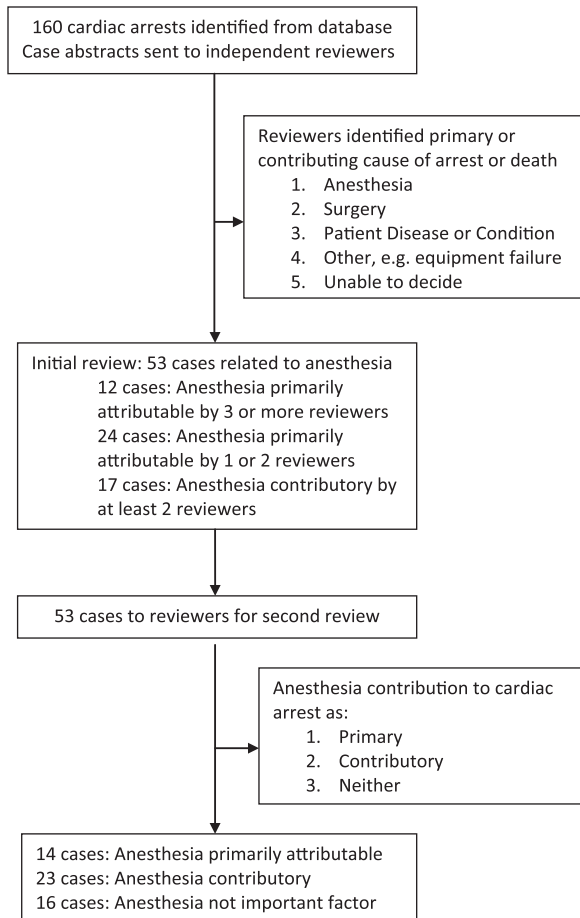 160 cardiac arrests identified from database
Case abstracts sent to independent reviewers
Reviewers identified primary or
contributing cause of arrest or death
1. Anesthesia
2. Surgery
3. Patient Disease or Condition
4. Other, e.g. equipment failure
5. Unable to decide
Initial review: 53 cases related to anesthesia
12 cases: Anesthesia primarily
attributable by 3 or more reviewers
24 cases: Anesthesia primarily
attributable by 1 or 2 reviewers
17 cases: Anesthesia contributory by
at least 2 reviewers
53 cases to reviewers for second review
Anesthesia contribution to cardiac
arrest as:
1. Primary
2. Contributory
3. Neither
14 cases: Anesthesia primarily attributable
23 cases: Anesthesia contributory
16 cases: Anesthesia not important factor